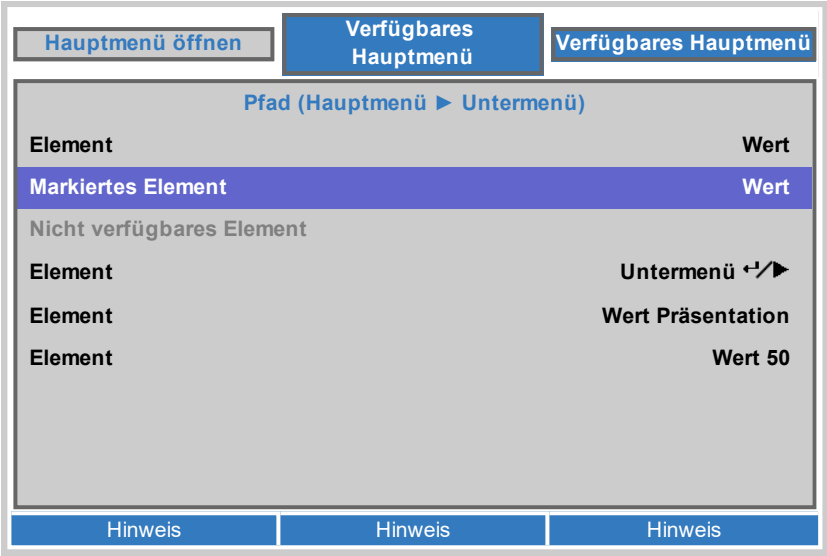 Hauptmenü öffnen
Verfügbares
Hauptmenü
Verfügbares Hauptmenü
Pfad (Hauptmenü ► Untermenü)
Element Wert
Markiertes Element Wert
Nicht verfügbares Element
Element Untermenü ↵/►
Element Wert Präsentation
Element Wert 50
Hinweis Hinweis Hinweis